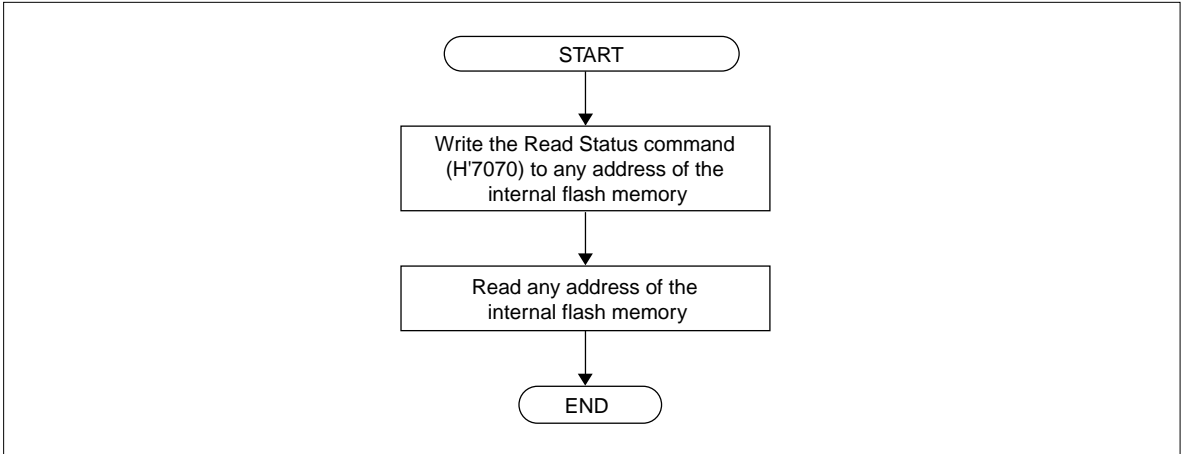 START
Write the Read Status command
(H'7070) to any address of the
internal flash memory
Read any address of the
internal flash memory
END